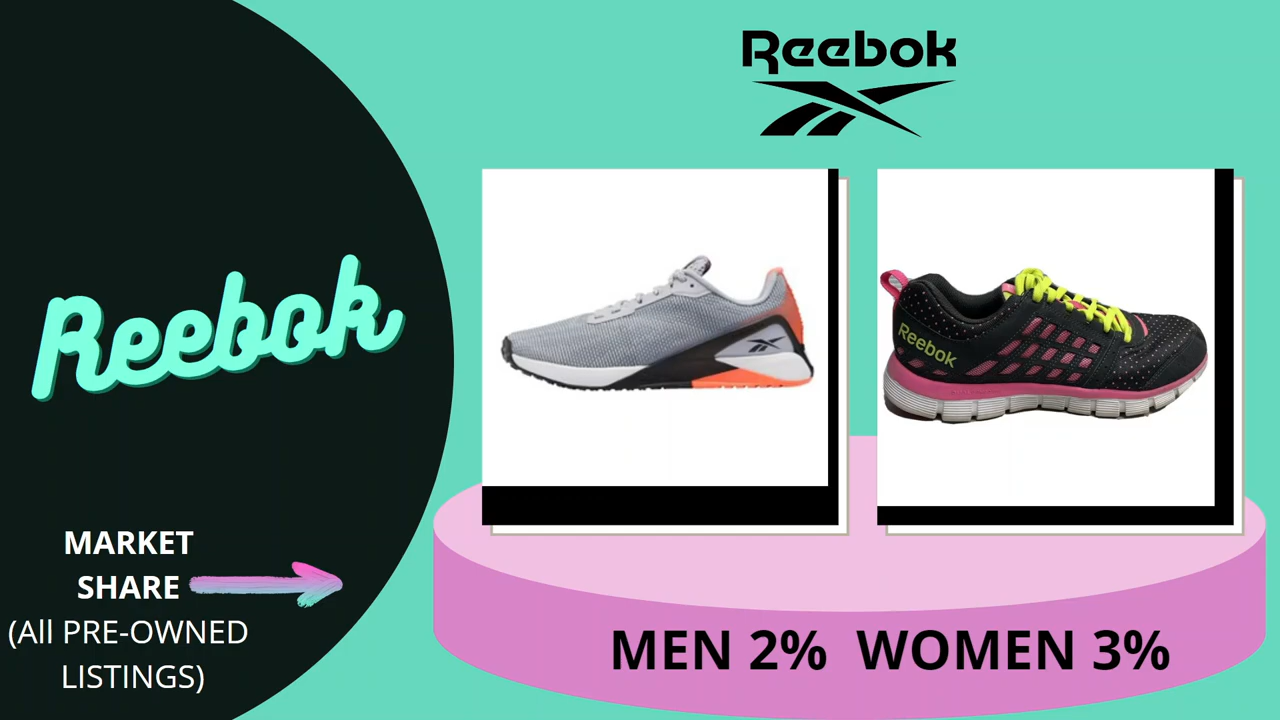 Reebok
Reebok
Reebok
MARKET
SHARE
(All PRE-OWNED
LISTINGS)
MEN 2% WOMEN 3%